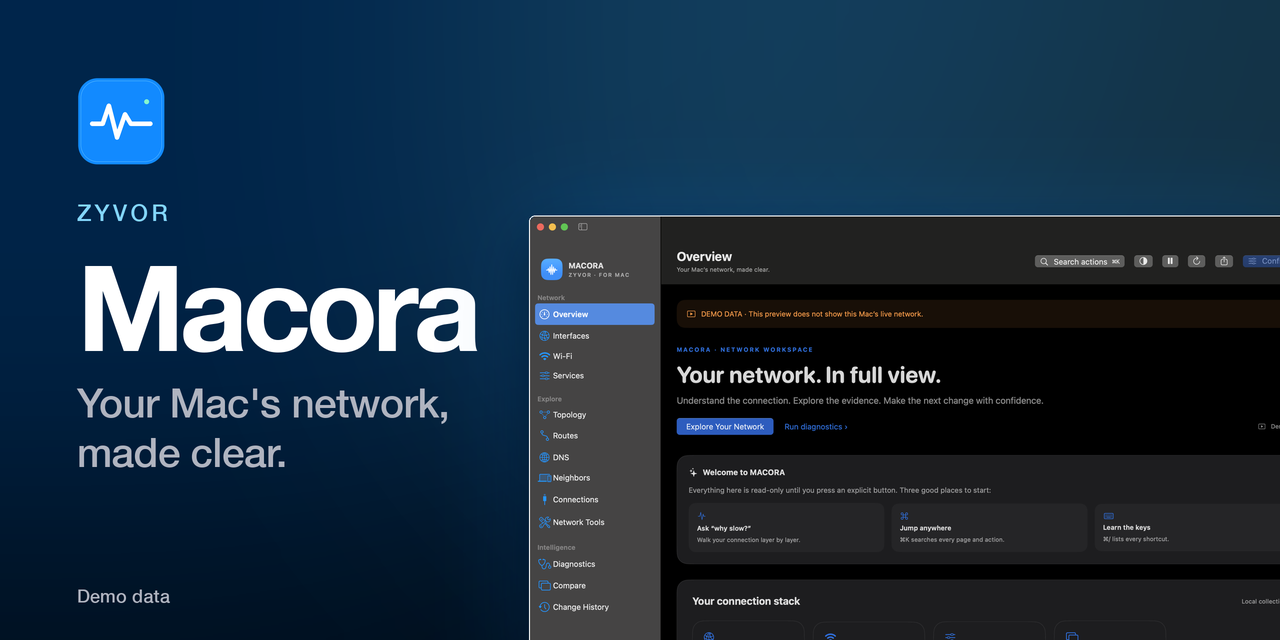 ZYVOR
Macora
Your Mac's network,
made clear.
Demo data
MACORA
ZYVOR · FOR MAC
Network
Overview
Interfaces
Wi-Fi
Services
Explore
Topology
Routes
DNS
Neighbors
Connections
Network Tools
Intelligence
Diagnostics
Compare
Change History
Overview
Your Mac's network, made clear.
Search actions ⌘K
DEMO DATA · This preview does not show this Mac's live network.
MACORA · NETWORK WORKSPACE
Your network. In full view.
Understand the connection. Explore the evidence. Make the next change with confidence.
Explore Your Network
Run diagnostics ›
Welcome to MACORA
Everything here is read-only until you press an explicit button. Three good places to start:
Ask “why slow?”
Walk your connection layer by layer.
Jump anywhere
⌘K searches every page and action.
Learn the keys
⌘/ lists every shortcut.
Your connection stack
Local